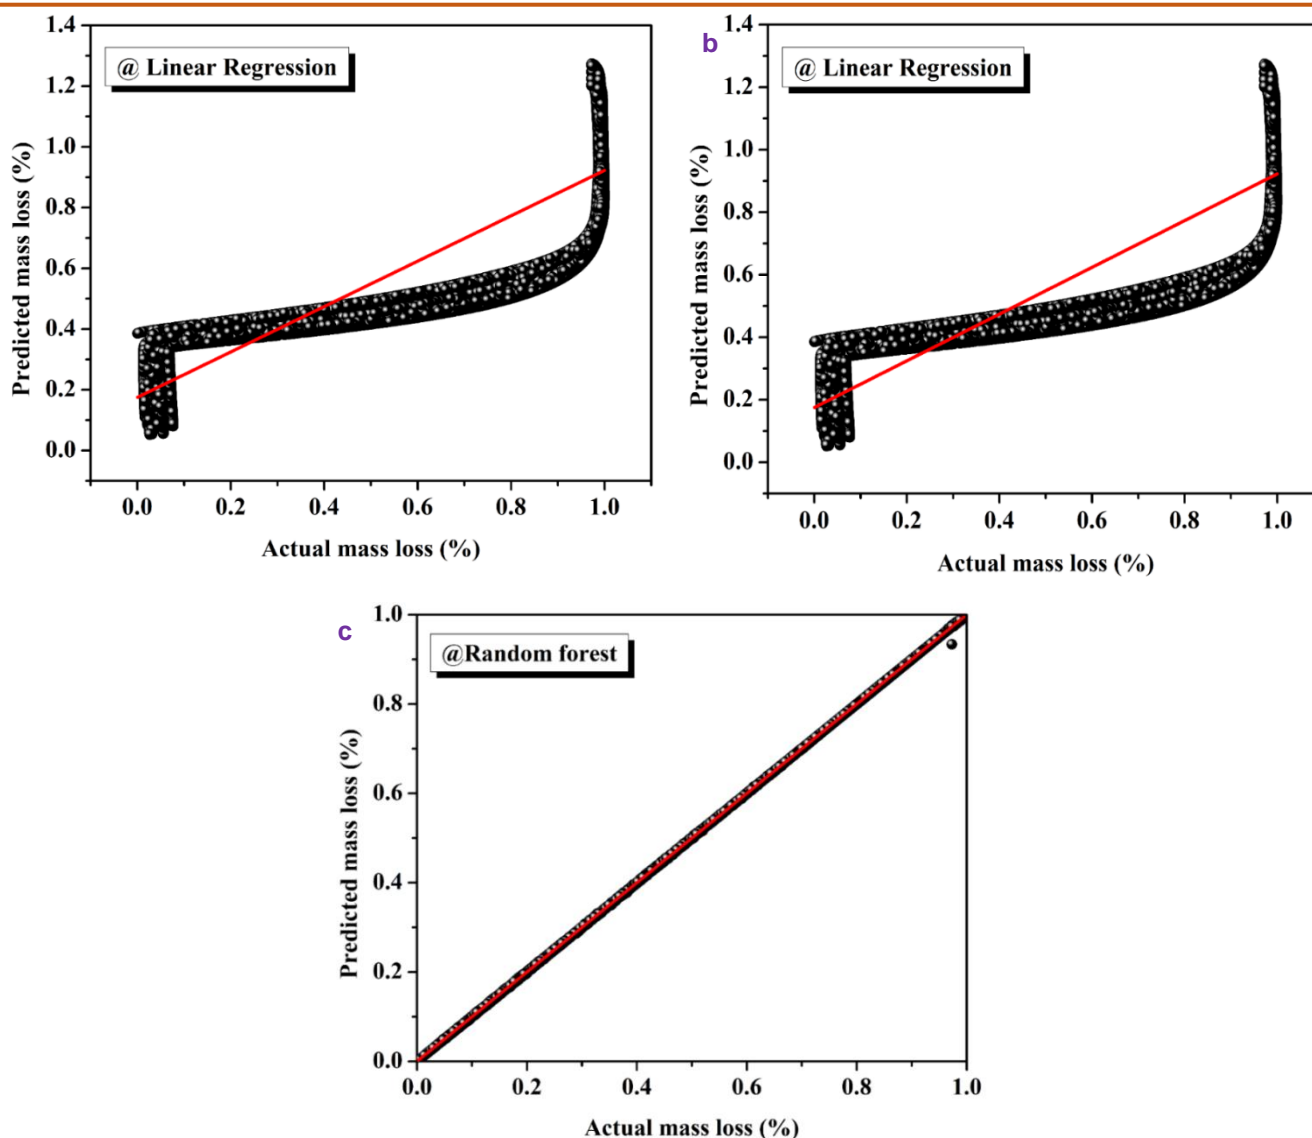 @ Linear Regression
Predicted mass loss (%)
1.4
1.2
1.0
0.8
0.6
0.4
0.2
0.0
0.0 0.2 0.4 0.6 0.8 1.0
Actual mass loss (%)
b
@ Linear Regression
Predicted mass loss (%)
1.4
1.2
1.0
0.8
0.6
0.4
0.2
0.0
0.0 0.2 0.4 0.6 0.8 1.0
Actual mass loss (%)
c
@Random forest
Predicted mass loss (%)
1.0
0.8
0.6
0.4
0.2
0.0
0.0 0.2 0.4 0.6 0.8 1.0
Actual mass loss (%)